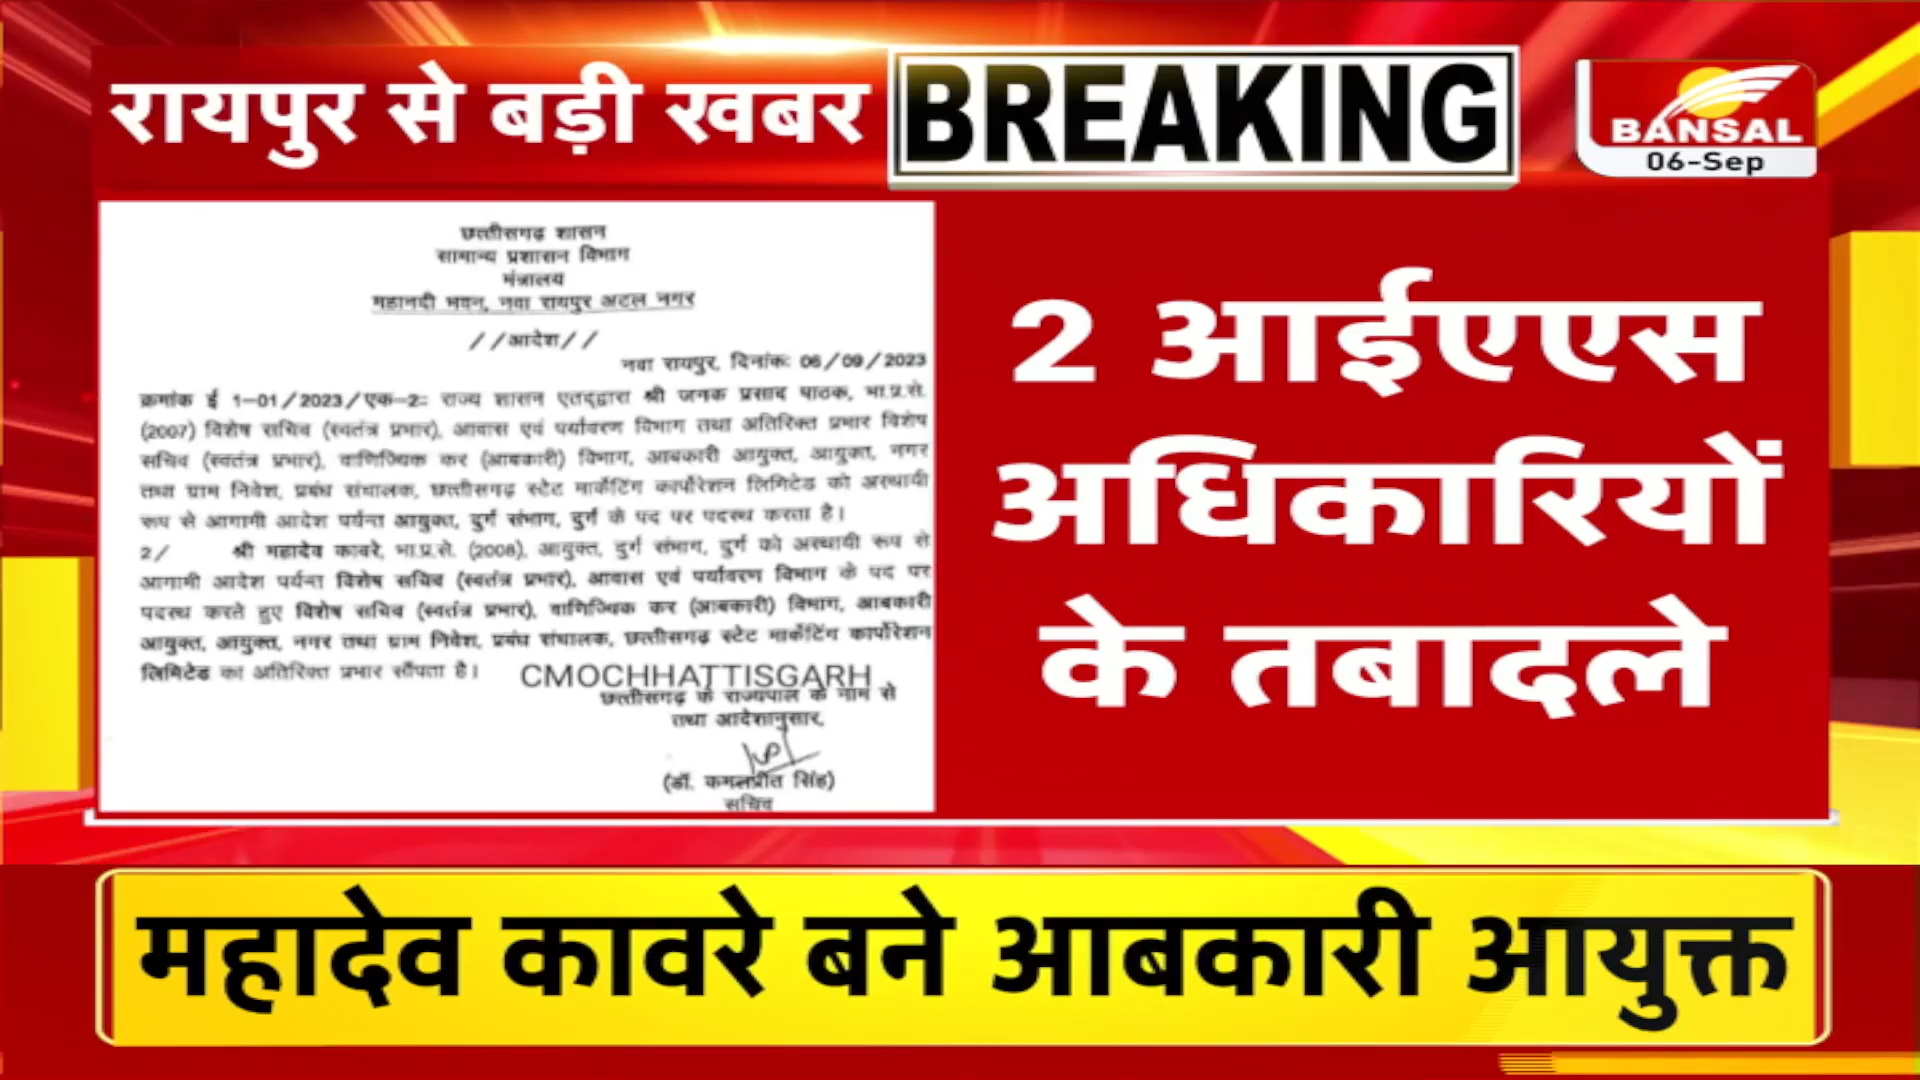 रायपुर से बड़ी खबर
BREAKING
BANSAL
06-Sep
छत्तीसगढ़ शासन
सामान्य प्रशासन विभाग
मंत्रालय
महानदी भवन, नवा रायपुर अटल नगर
//आदेश//
नवा रायपुर, दिनांकः 06/09/2023
क्रमांक ई 1-01/2023/एक-2ः राज्य शासन एतद्द्वारा श्री जनक प्रसाद पाठक, भा.प्र.से.
(2007) विशेष सचिव (स्वतंत्र प्रभार), आवास एवं पर्यावरण विभाग तथा अतिरिक्त प्रभार विशेष
सचिव (स्वतंत्र प्रभार), वाणिज्यिक कर (आबकारी) विभाग, आबकारी आयुक्त, आयुक्त, नगर
तथा ग्राम निवेश, प्रबंध संचालक, छत्तीसगढ़ स्टेट मार्केटिंग कार्पोरेशन लिमिटेड को अस्थायी
रूप से आगामी आदेश पर्यन्त आयुक्त, दुर्ग संभाग, दुर्ग के पद पर पदस्थ करता है।
2/ श्री महादेव कावरे, भा.प्र.से. (2008), आयुक्त, दुर्ग संभाग, दुर्ग को अस्थायी रूप से
आगामी आदेश पर्यन्त विशेष सचिव (स्वतंत्र प्रभार), आवास एवं पर्यावरण विभाग के पद पर
पदस्थ करते हुए विशेष सचिव (स्वतंत्र प्रभार), वाणिज्यिक कर (आबकारी) विभाग, आबकारी
आयुक्त, आयुक्त, नगर तथा ग्राम निवेश, प्रबंध संचालक, छत्तीसगढ़ स्टेट मार्केटिंग कार्पोरेशन
लिमिटेड का अतिरिक्त प्रभार सौंपता है।
CMOCHHATTISGARH
छत्तीसगढ़ के राज्यपाल के नाम से
तथा आदेशानुसार,
(डॉ. कमलप्रीत सिंह)
सचिव
2 आईएएस
अधिकारियों
के तबादले
महादेव कावरे बने आबकारी आयुक्त